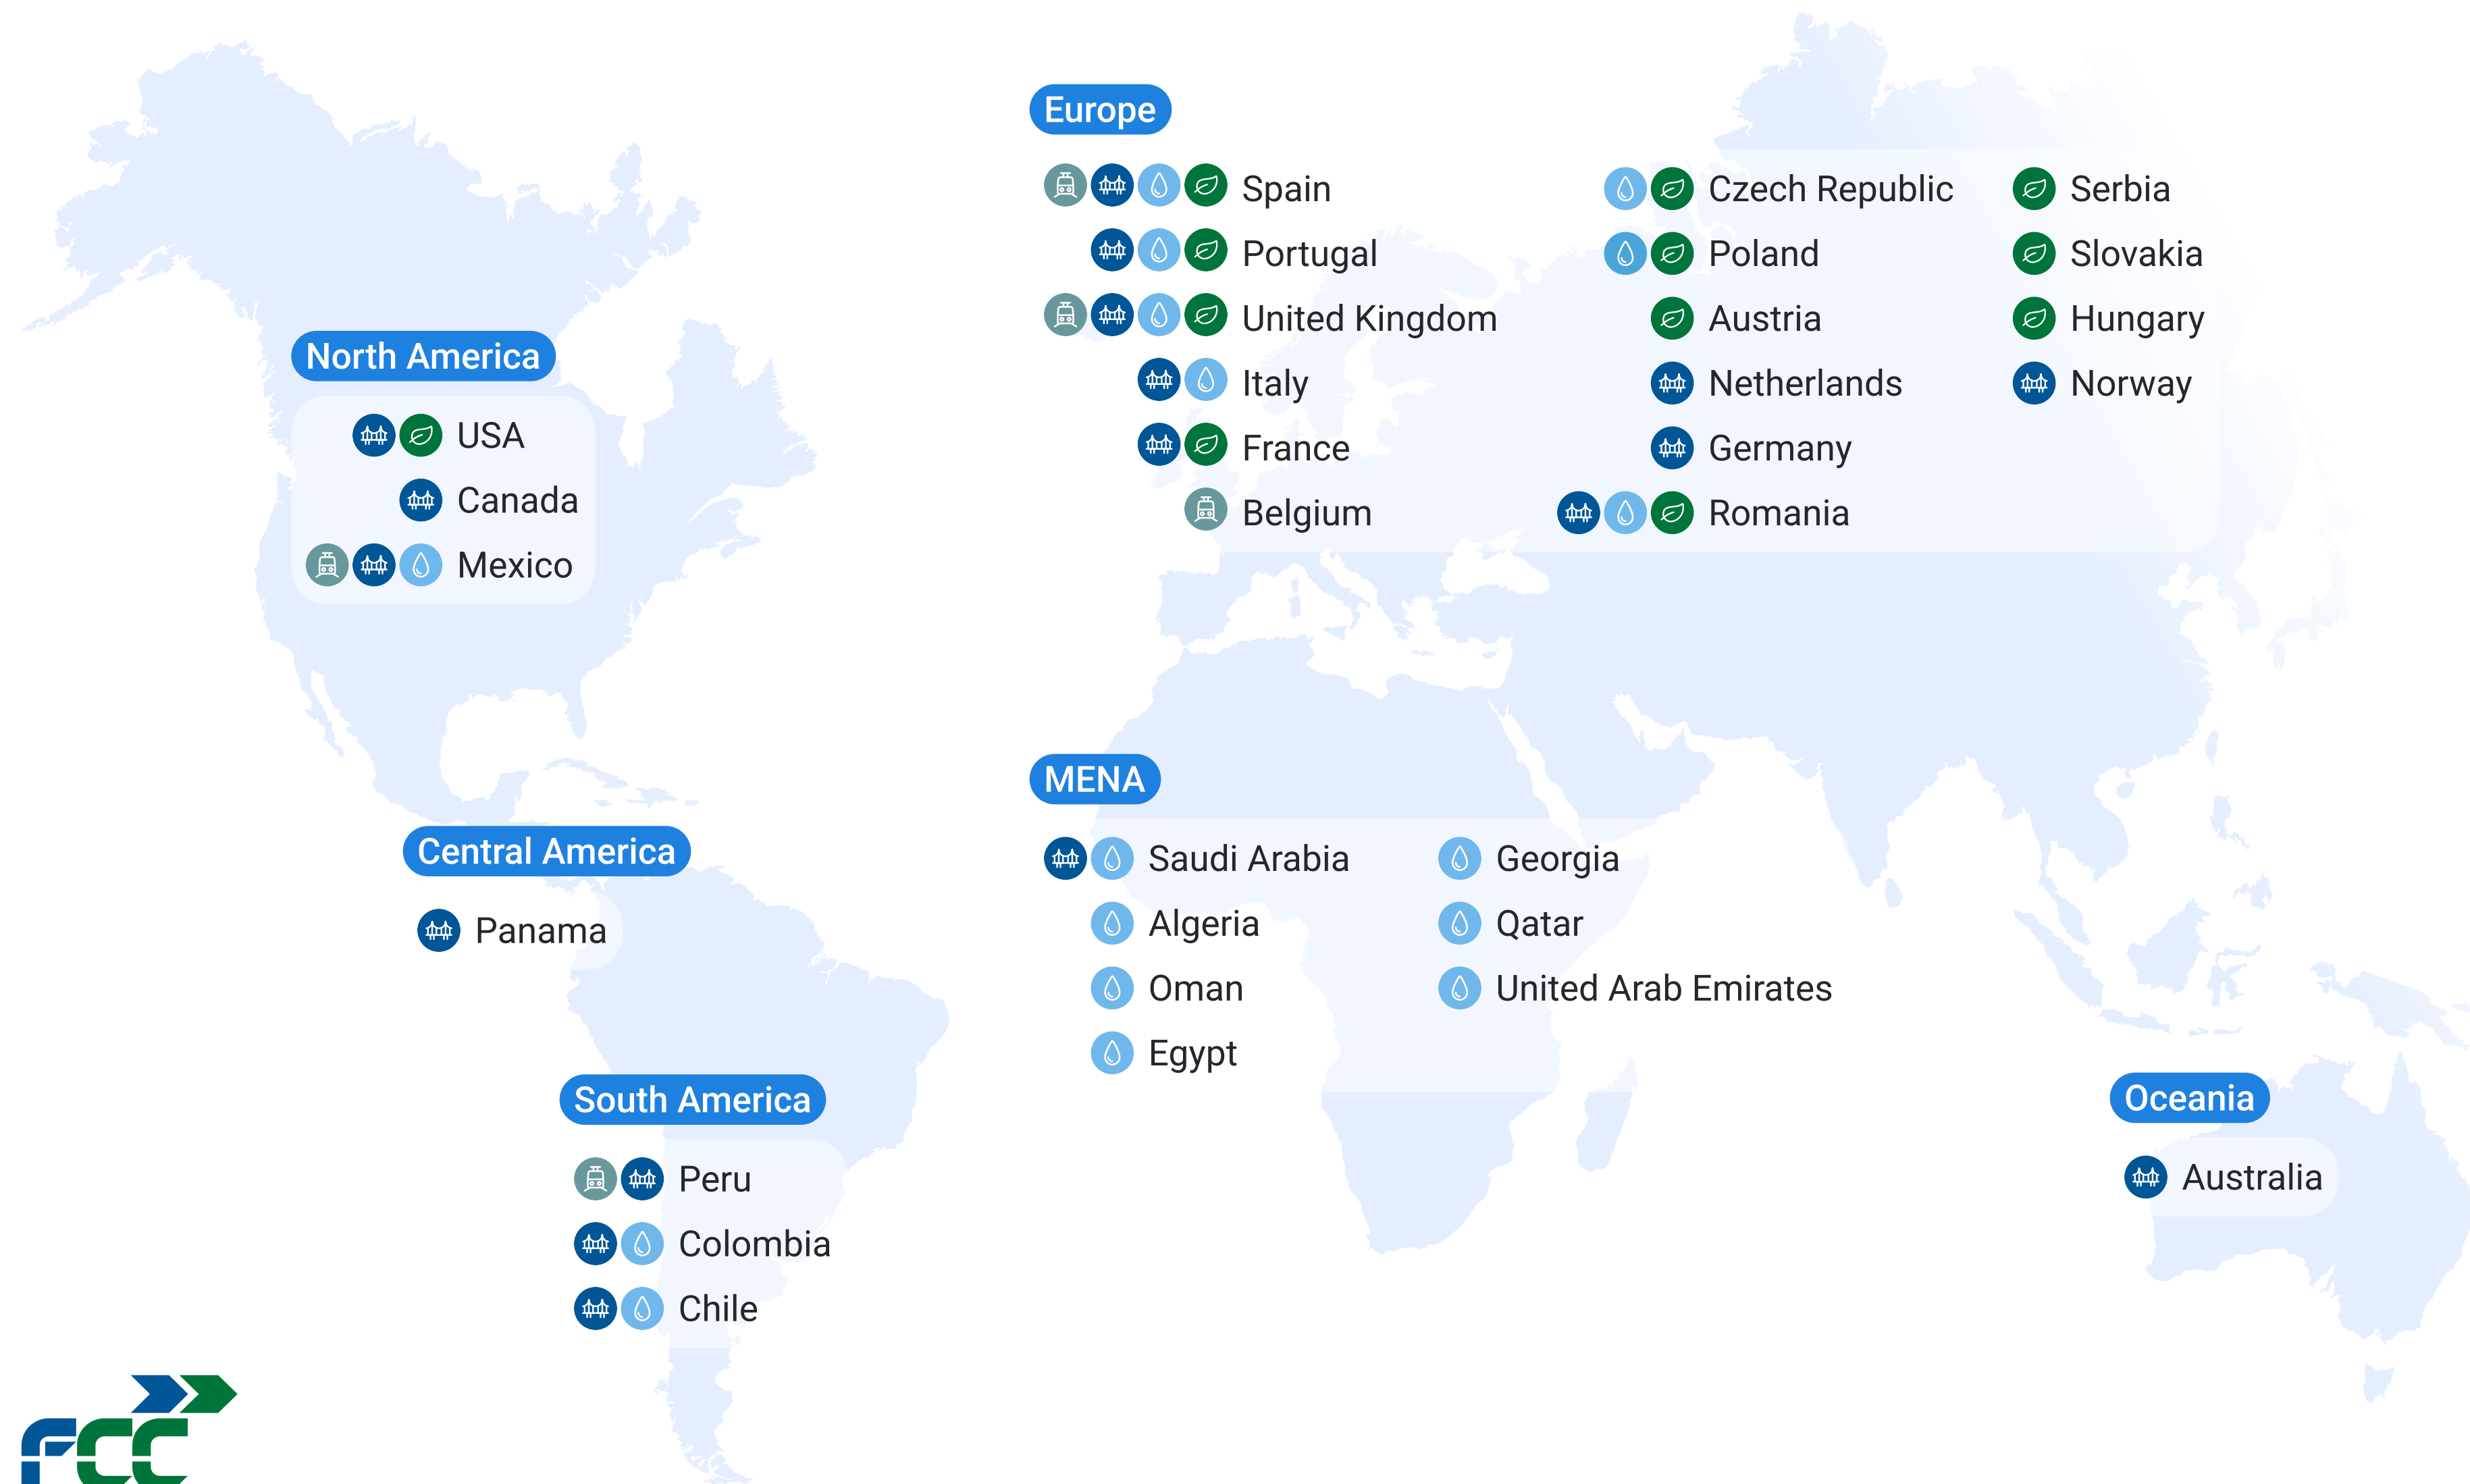 Europe
Spain
Portugal
United Kingdom
Italy
France
Belgium
Czech Republic
Poland
Austria
Netherlands
Germany
Romania
Serbia
Slovakia
Hungary
Norway
North America
USA
Canada
Mexico
MENA
Saudi Arabia
Algeria
Oman
Egypt
Georgia
Qatar
United Arab Emirates
Central America
Panama
South America
Peru
Colombia
Chile
Oceania
Australia
FCC